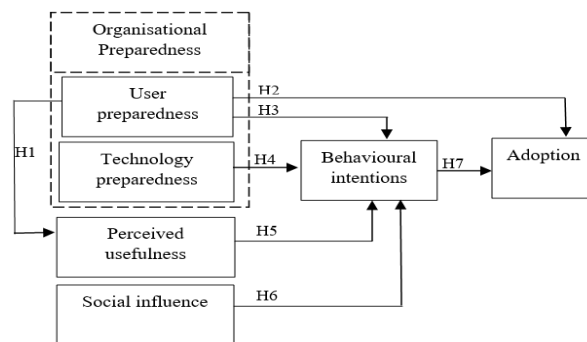 Organisational
Preparedness
User
preparedness
H2
H3
H1
Technology
preparedness
H4
Behavioural
intentions
H7
Adoption
Perceived
usefulness
H5
Social influence
H6